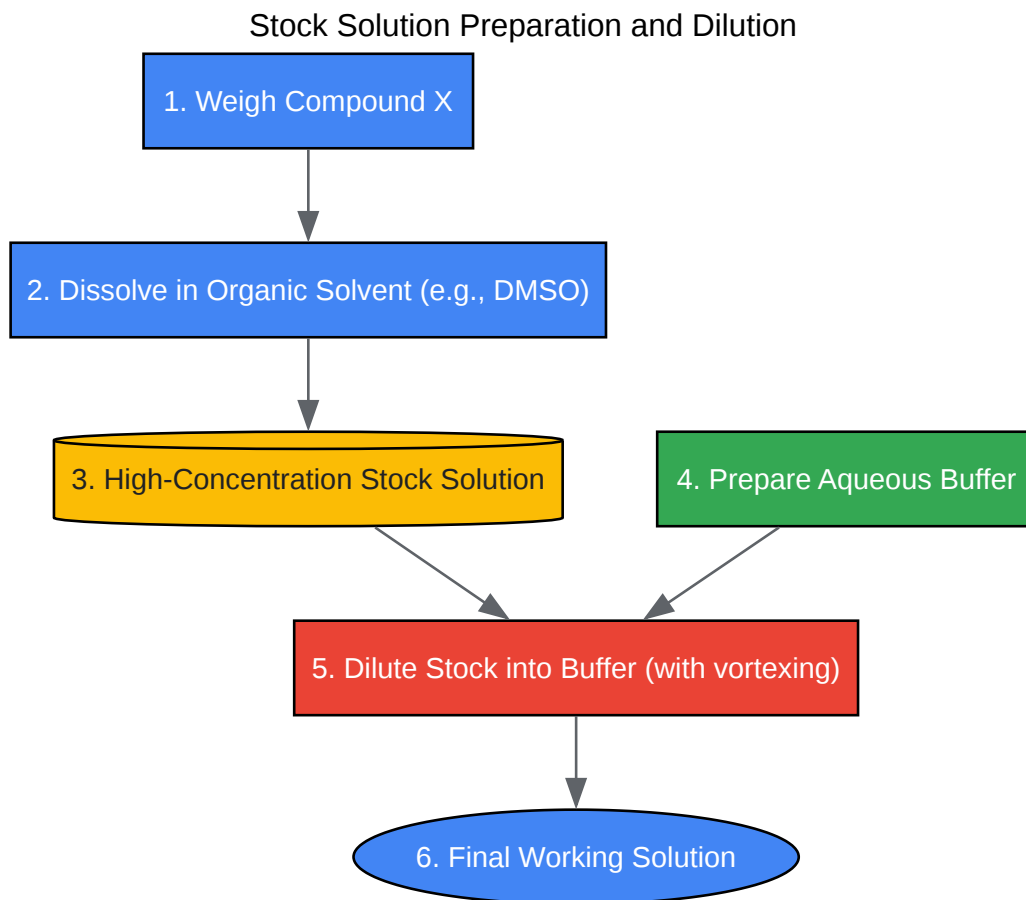 Stock Solution Preparation and Dilution
1. Weigh Compound X
2. Dissolve in Organic Solvent (e.g., DMSO)
3. High-Concentration Stock Solution
4. Prepare Aqueous Buffer
5. Dilute Stock into Buffer (with vortexing)
6. Final Working Solution